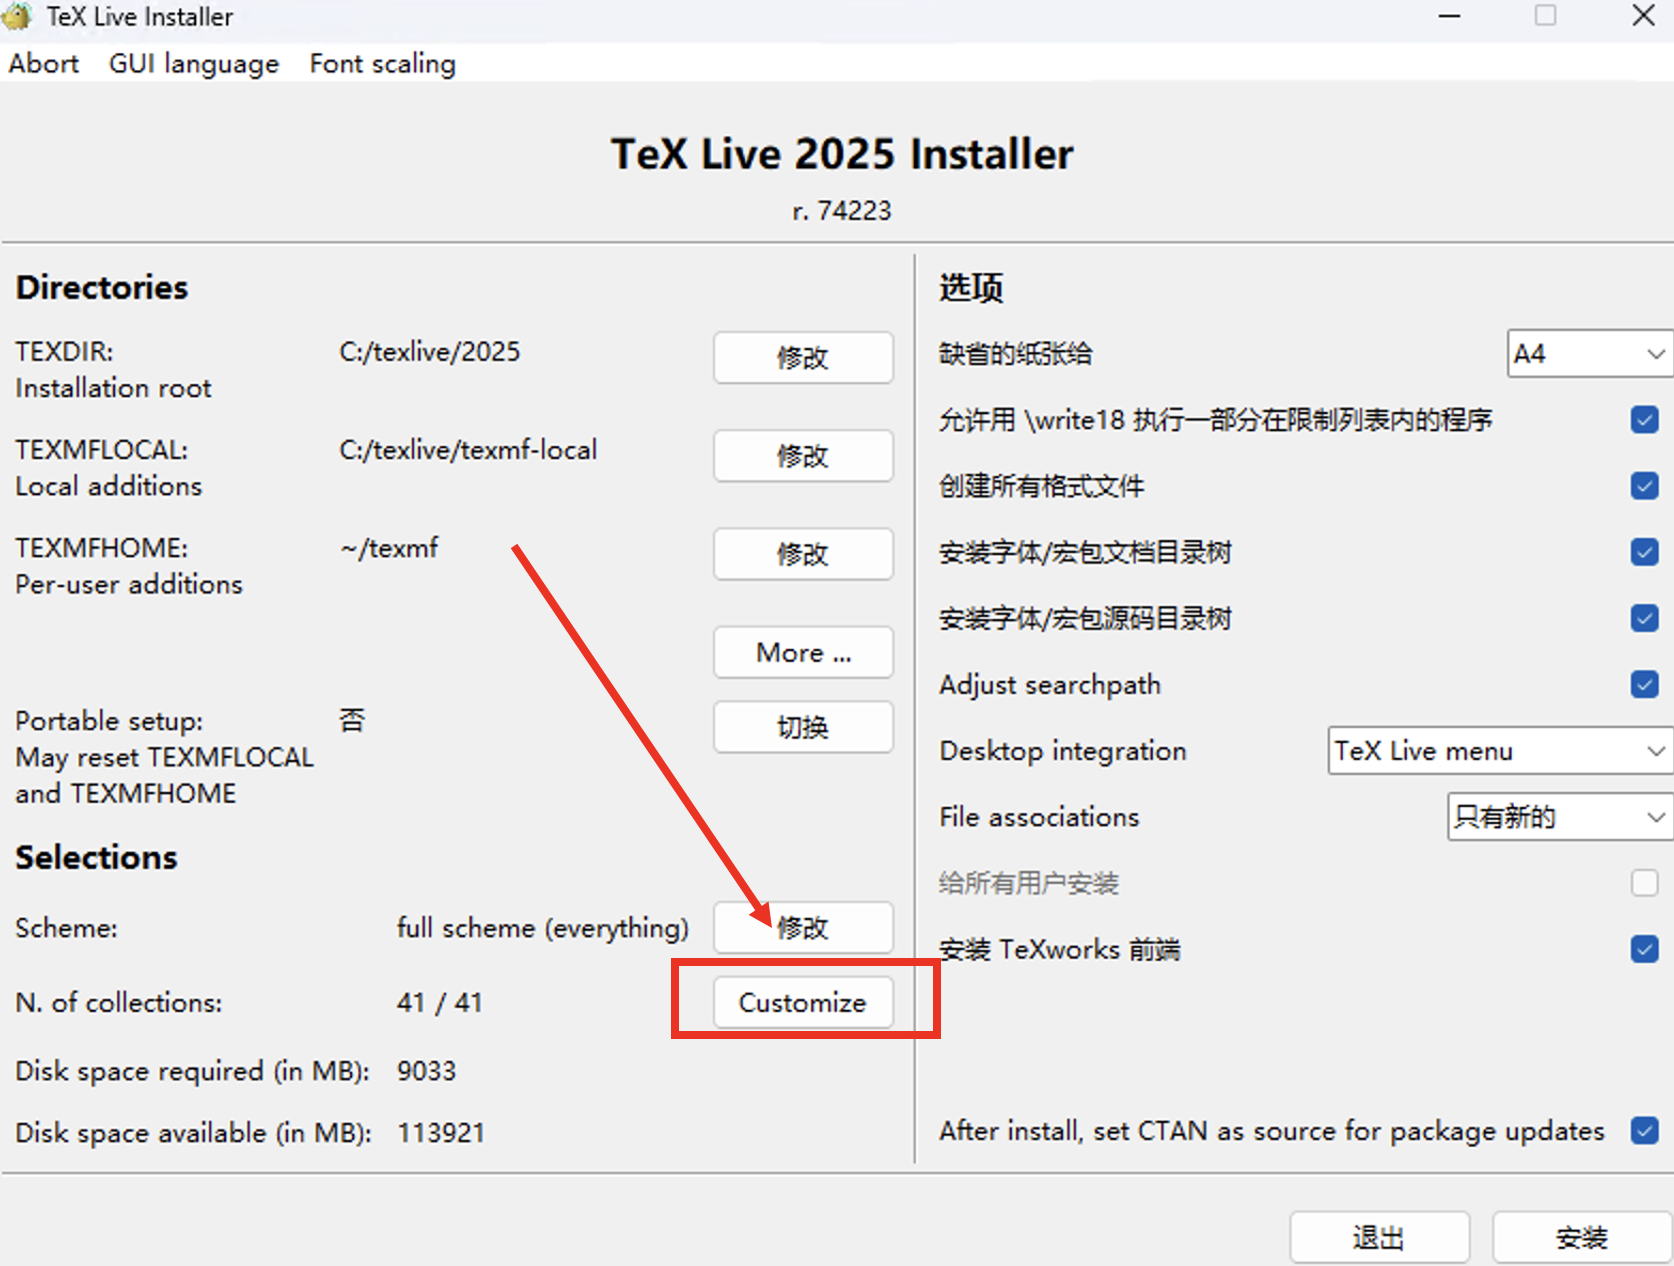 TeX Live Installer
Abort GUI language Font scaling
TeX Live 2025 Installer
r. 74223
Directories
TEXDIR: C:/texlive/2025 修改
Installation root
TEXMFLOCAL: C:/texlive/texmf-local 修改
Local additions
TEXMFHOME: ~/texmf 修改
Per-user additions
More ...
Portable setup: 否 切换
May reset TEXMFLOCAL
and TEXMFHOME
Selections
Scheme: full scheme (everything) 修改
N. of collections: 41 / 41 Customize
Disk space required (in MB): 9033
Disk space available (in MB): 113921
选项
缺省的纸张给 A4
允许用 \write18 执行一部分在限制列表内的程序
创建所有格式文件
安装字体/宏包文档目录树
安装字体/宏包源码目录树
Adjust searchpath
Desktop integration TeX Live menu
File associations 只有新的
给所有用户安装
安装 TeXworks 前端
After install, set CTAN as source for package updates
退出 安装